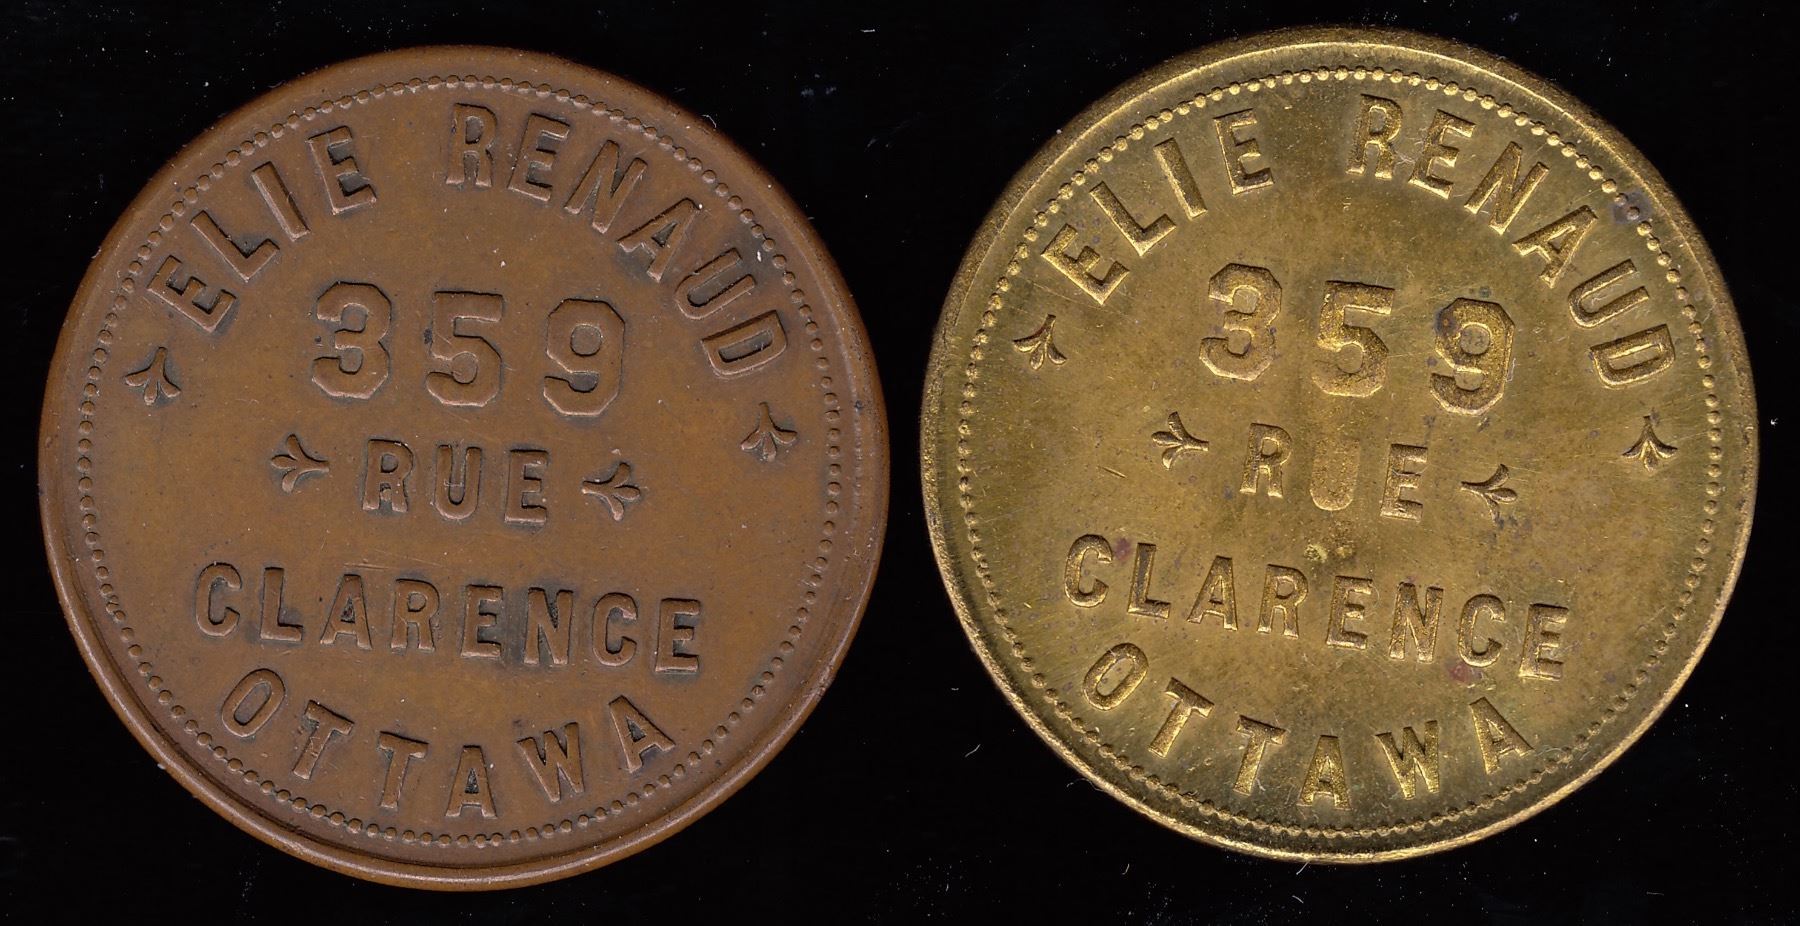 ELIE RENAUD
359
RUE
CLARENCE
OTTAWA
ELIE RENAUD
359
RUE
CLARENCE
OTTAWA